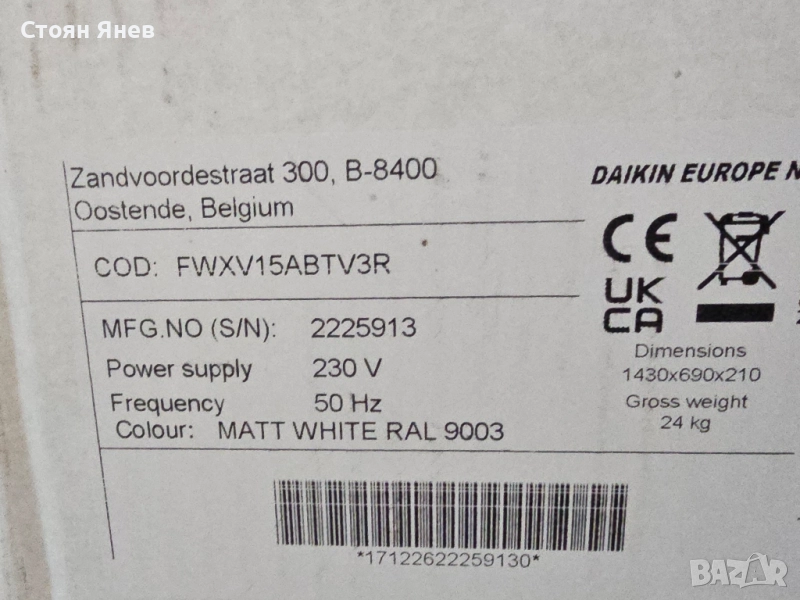 Стоян Янев
Zandvoordestraat 300, B-8400
Oostende, Belgium
DAIKIN EUROPE N
CE
UK
CA
COD: FWXV15ABTV3R
MFG.NO (S/N): 2225913
Power supply 230 V
Frequency 50 Hz
Colour: MATT WHITE RAL 9003
Dimensions
1430x690x210
Gross weight
24 kg
*17122622259130*
BAZAR